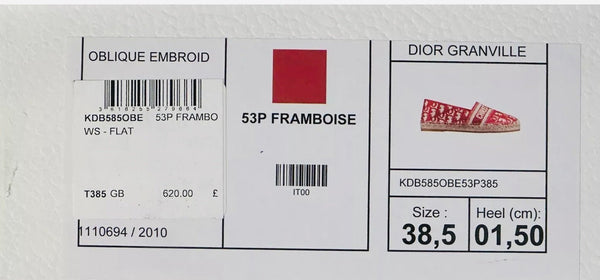 OBLIQUE EMBROID
KDB585OBE 53P FRAMBO
WS - FLAT
T385 GB 620.00 £
1110694 / 2010
53P FRAMBOISE
IT00
DIOR GRANVILLE
KDB585OBE53P385
Size : Heel (cm):
38,5 01,50